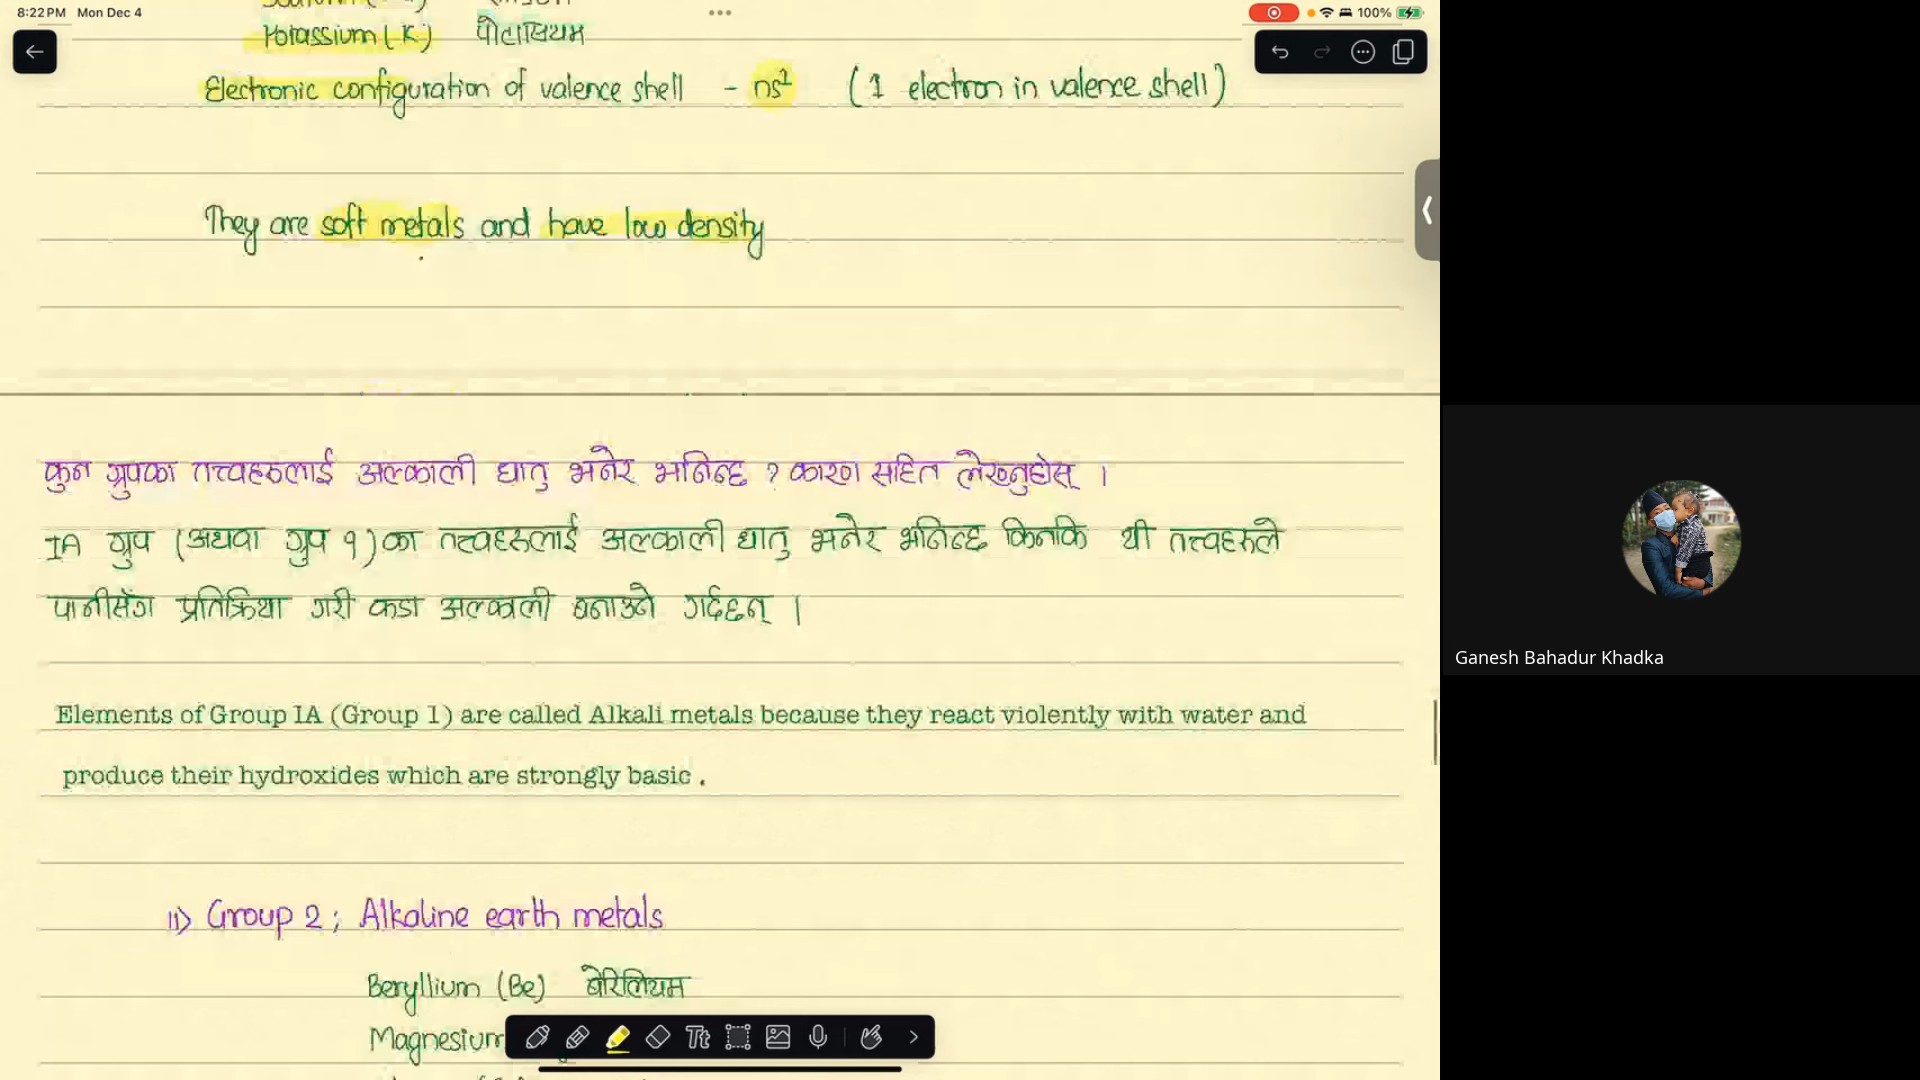 8:22 PM Mon Dec 4
100%
Potassium (K) पोटासियम
Electronic configuration of valence shell - ns¹ (1 electron in valence shell)
They are soft metals and have low density
कुन ग्रुपका तत्त्वहरूलाई अल्काली धातु भनेर भनिन्छ ? कारण सहित लेख्नुहोस् ।
IA ग्रुप (अथवा ग्रुप १)का तत्त्वहरूलाई अल्काली धातु भनेर भनिन्छ किनकि यी तत्त्वहरूले
पानीसँग प्रतिक्रिया गरी कडा अल्काली बनाउने गर्दछन् ।
Elements of Group IA (Group 1) are called Alkali metals because they react violently with water and
produce their hydroxides which are strongly basic .
Ganesh Bahadur Khadka
II) Group 2 ; Alkaline earth metals
Beryllium (Be) बेरिलियम
Magnesium
Tt